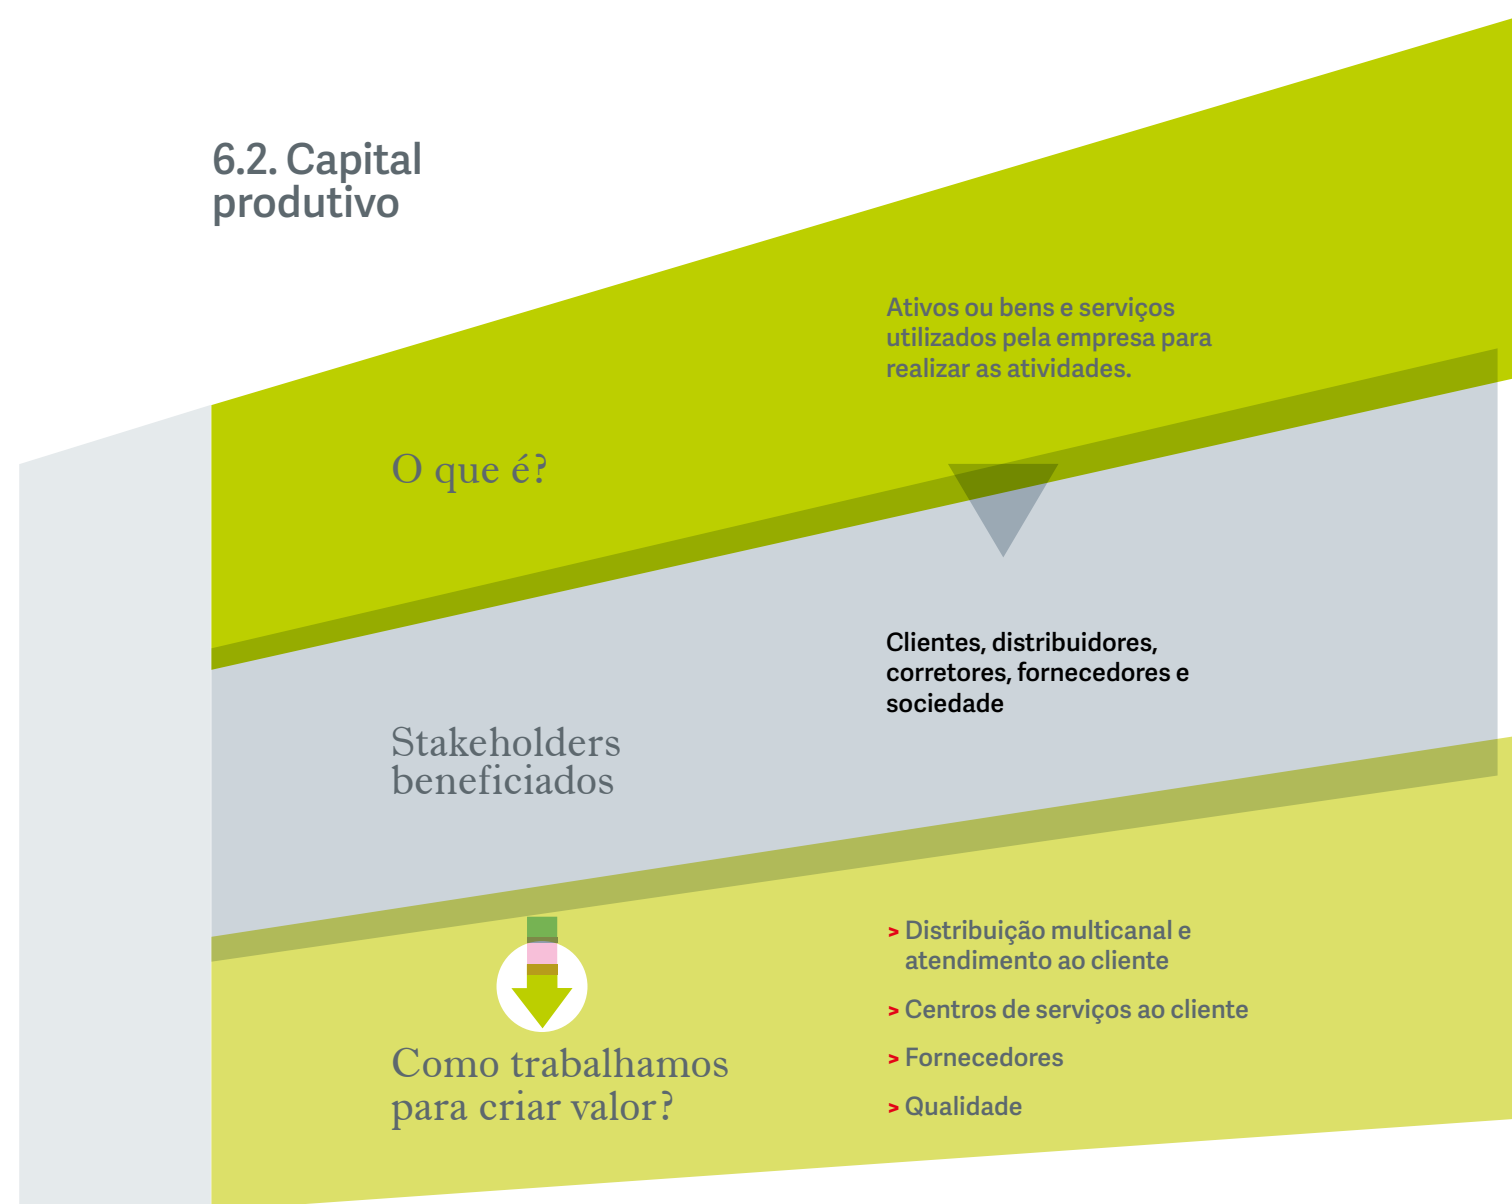 6.2. Capital
produtivo
O que é?
Ativos ou bens e serviços
utilizados pela empresa para
realizar as atividades.
Stakeholders
beneficiados
Clientes, distribuidores,
corretores, fornecedores e
sociedade
Como trabalhamos
para criar valor?
> Distribuição multicanal e
atendimento ao cliente
> Centros de serviços ao cliente
> Fornecedores
> Qualidade